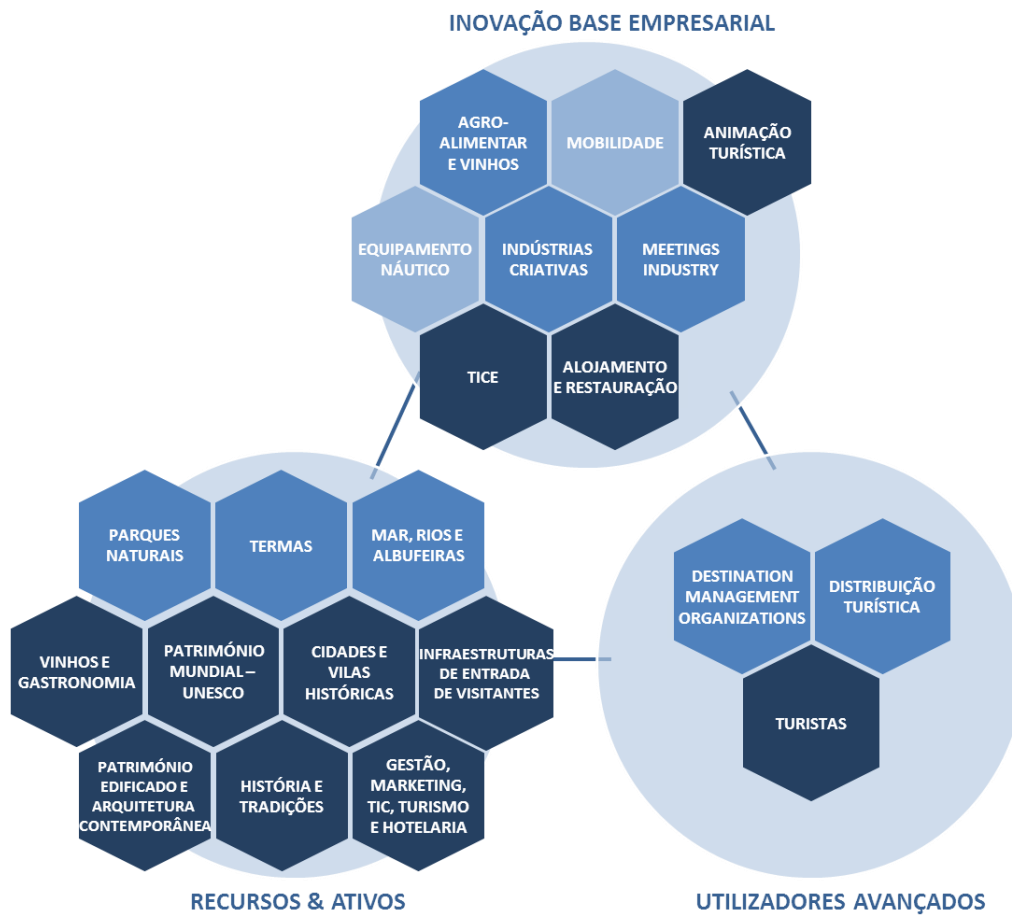 INOVAÇÃO BASE EMPRESARIAL
AGRO-
ALIMENTAR
E VINHOS
MOBILIDADE
ANIMAÇÃO
TURÍSTICA
EQUIPAMENTO
NÁUTICO
INDÚSTRIAS
CRIATIVAS
MEETINGS
INDUSTRY
TICE
ALOJAMENTO
E RESTAURAÇÃO
PARQUES
NATURAIS
TERMAS
MAR, RIOS E
ALBUFEIRAS
VINHOS E
GASTRONOMIA
PATRIMÓNIO
MUNDIAL –
UNESCO
CIDADES E
VILAS
HISTÓRICAS
INFRAESTRUTURAS
DE ENTRADA
DE VISITANTES
PATRIMÓNIO
EDIFICADO E
ARQUITETURA
CONTEMPORÂNEA
HISTÓRIA E
TRADIÇÕES
GESTÃO,
MARKETING,
TIC, TURISMO
E HOTELARIA
RECURSOS & ATIVOS
DESTINATION
MANAGEMENT
ORGANIZATIONS
DISTRIBUIÇÃO
TURÍSTICA
TURISTAS
UTILIZADORES AVANÇADOS